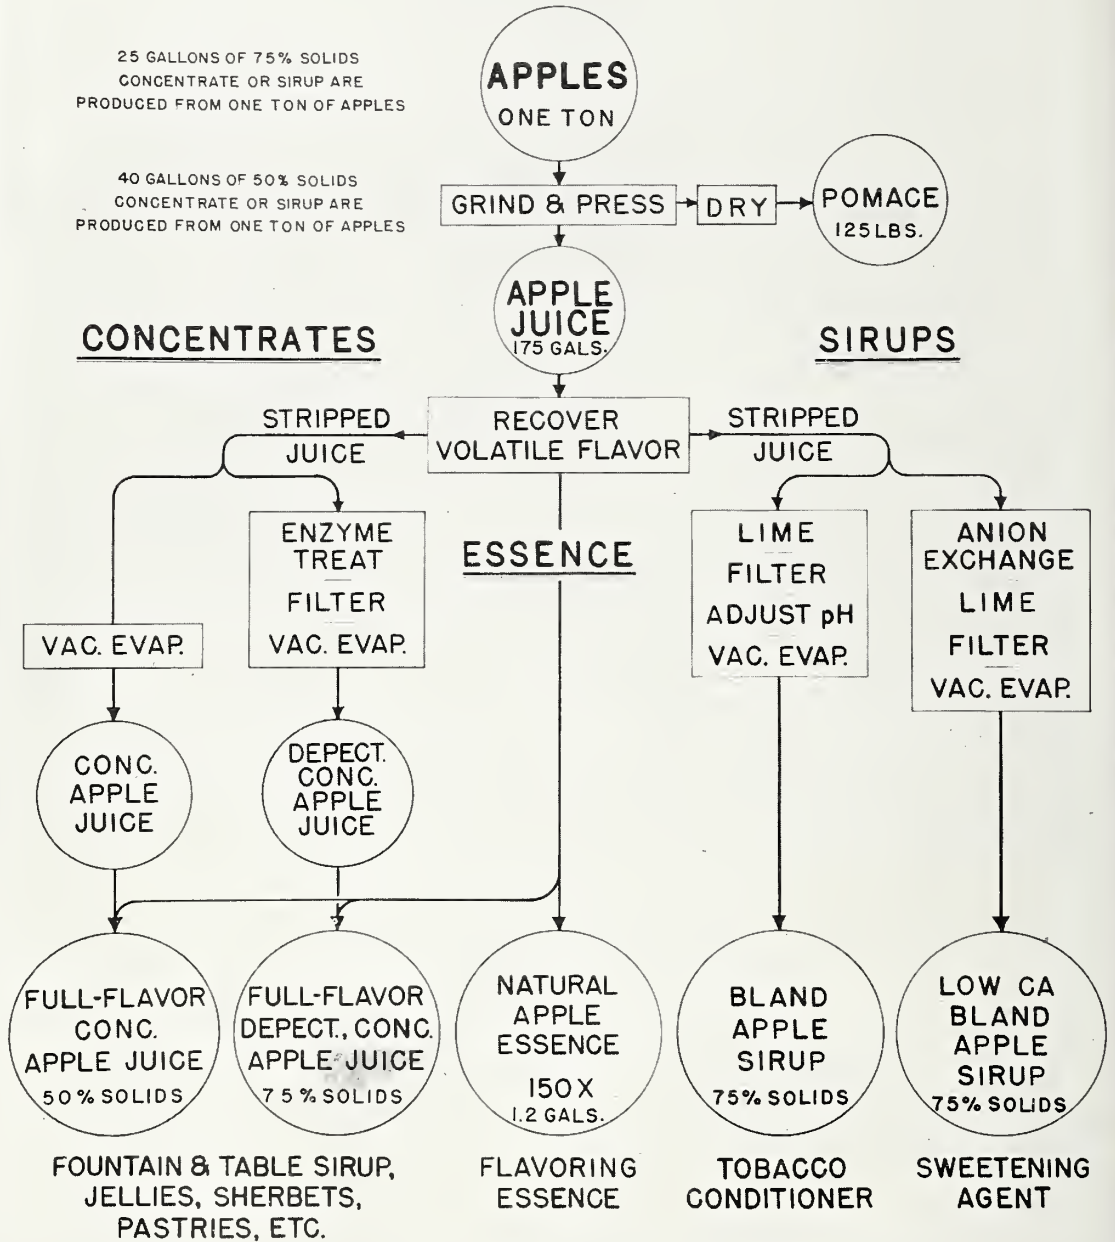 25 GALLONS OF 75% SOLIDS
CONCENTRATE OR SIRUP ARE
PRODUCED FROM ONE TON OF APPLES
APPLES
ONE TON
40 GALLONS OF 50% SOLIDS
CONCENTRATE OR SIRUP ARE
PRODUCED FROM ONE TON OF APPLES
GRIND & PRESS
DRY
POMACE
125 LBS.
APPLE
JUICE
175 GALS.
CONCENTRATES
SIRUPS
STRIPPED
JUICE
RECOVER
VOLATILE FLAVOR
STRIPPED
JUICE
ENZYME
TREAT
FILTER
VAC. EVAP.
ESSENCE
LIME
FILTER
ADJUST pH
VAC. EVAP.
ANION
EXCHANGE
LIME
FILTER
VAC. EVAP.
VAC. EVAP.
CONC.
APPLE
JUICE
DEPECT.
CONC.
APPLE
JUICE
FULL-FLAVOR
CONC.
APPLE JUICE
50% SOLIDS
FULL-FLAVOR
DEPECT., CONC.
APPLE JUICE
75% SOLIDS
NATURAL
APPLE
ESSENCE
150 X
1.2 GALS.
BLAND
APPLE
SIRUP
75% SOLIDS
LOW CA
BLAND
APPLE
SIRUP
75% SOLIDS
FOUNTAIN & TABLE SIRUP,
JELLIES, SHERBETS,
PASTRIES, ETC.
FLAVORING
ESSENCE
TOBACCO
CONDITIONER
SWEETENING
AGENT